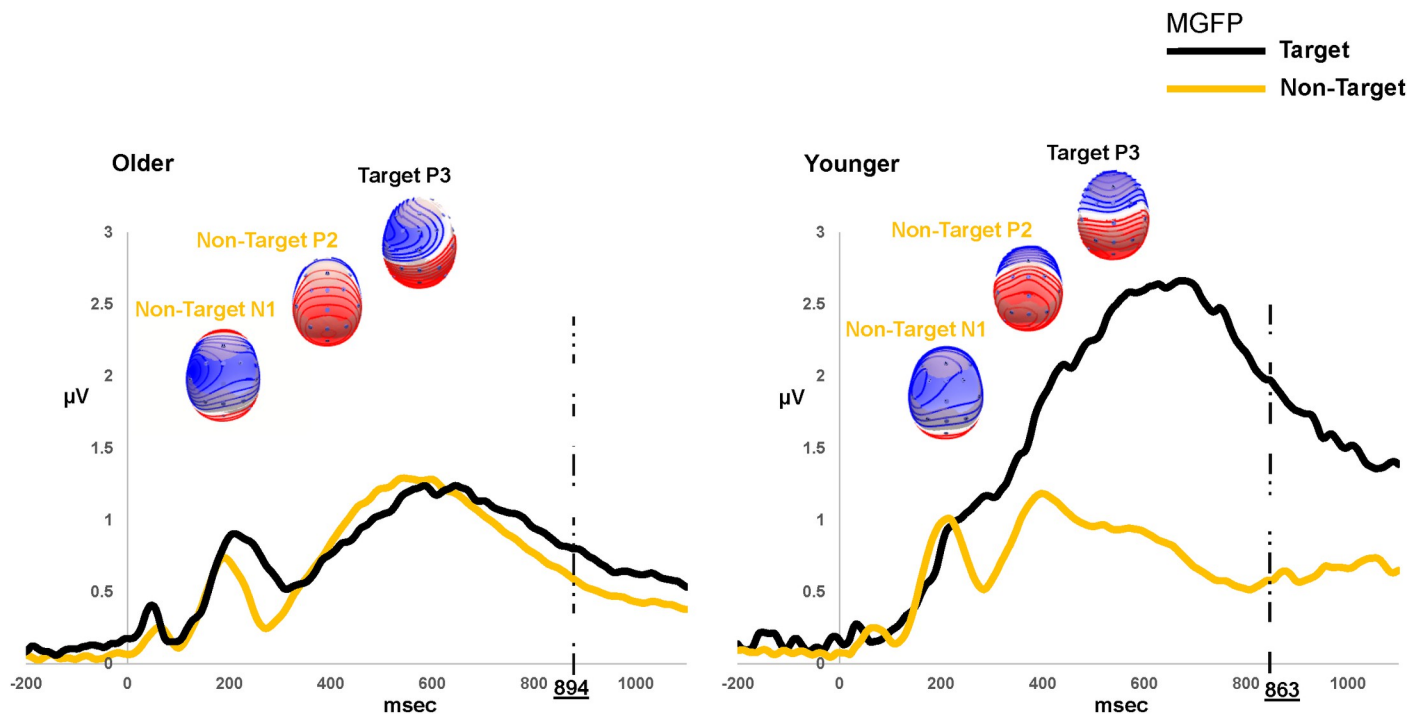 MGFP
Target
Non-Target
Older
Target P3
Non-Target P2
Non-Target N1
3
2.5
2
μV
1.5
1
0.5
0
-200 0 200 400 600 800 1000
894
msec
Younger
Target P3
Non-Target P2
Non-Target N1
3
2.5
2
μV
1.5
1
0.5
0
-200 0 200 400 600 800 1000
863
msec